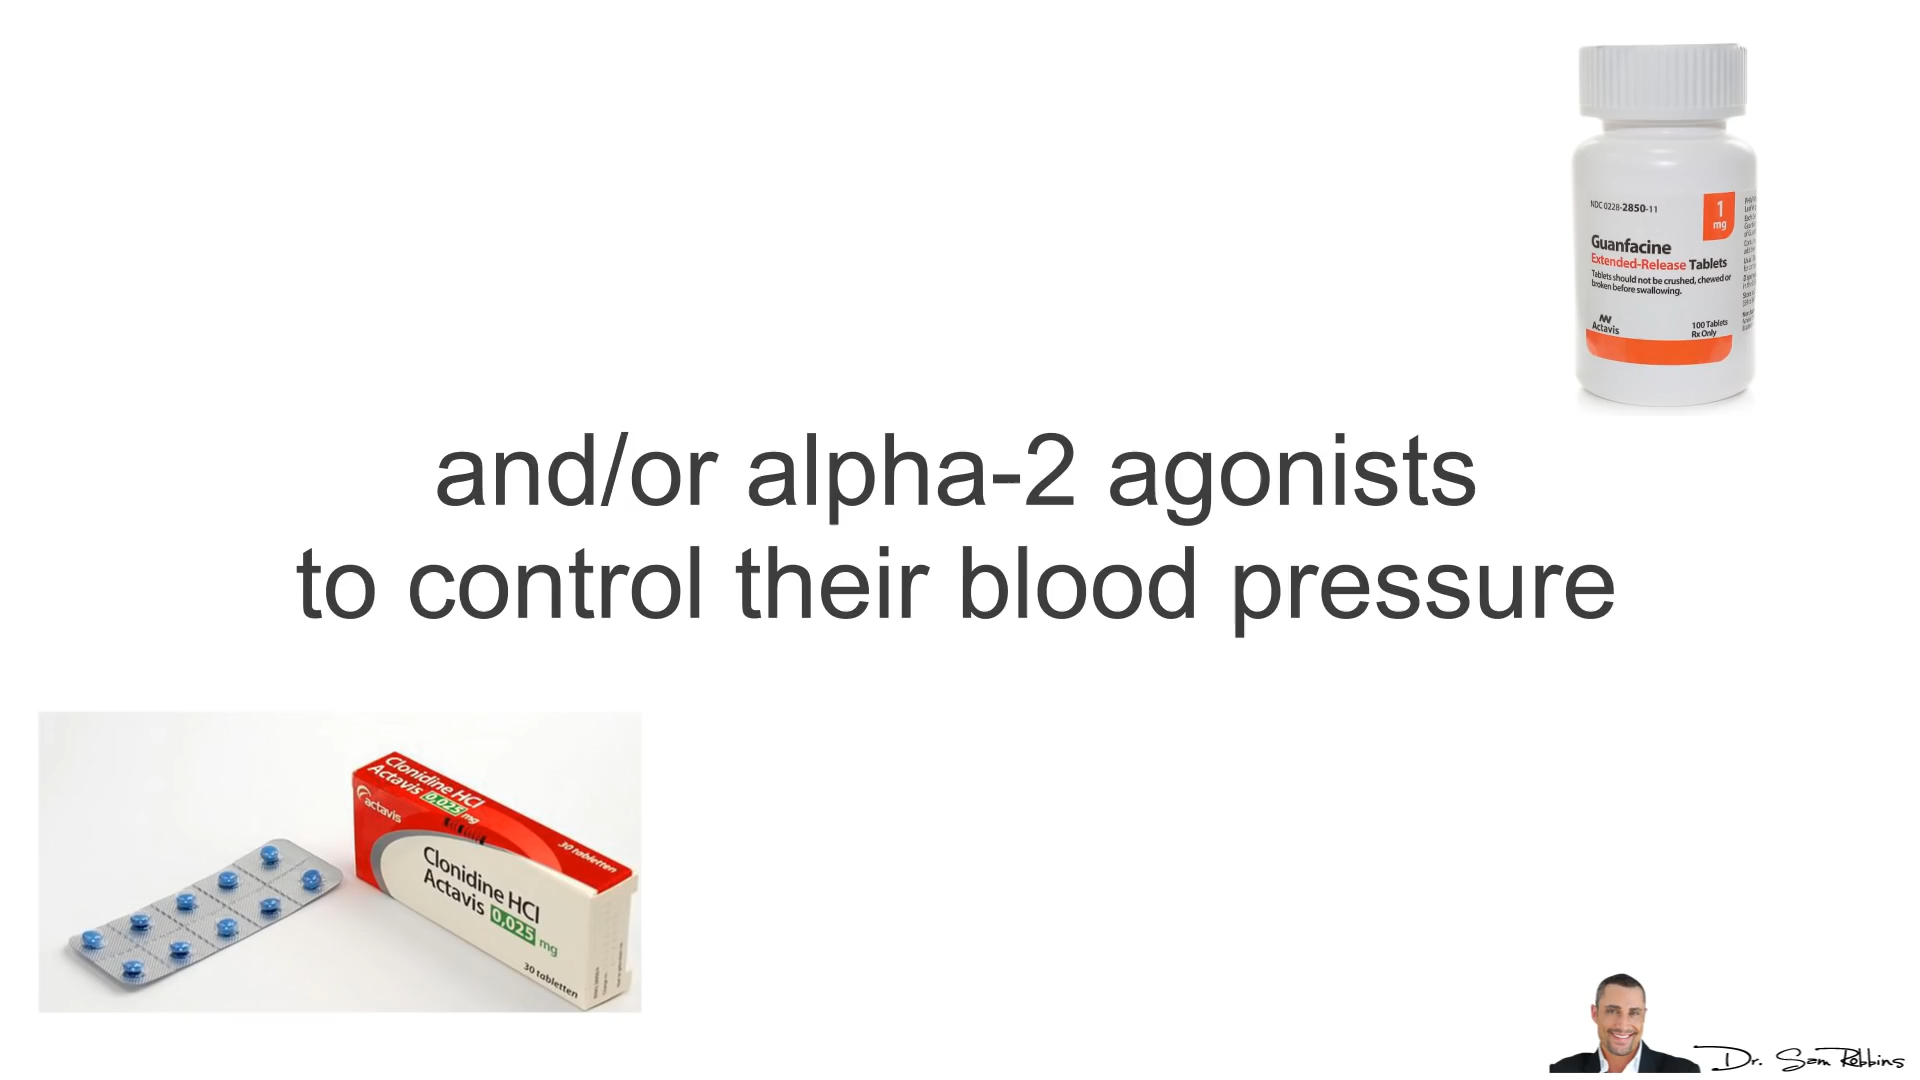 NDC 0228-2850-11
1
mg
Guanfacine
Extended-Release Tablets
Tablets should not be crushed, chewed or
broken before swallowing.
Actavis
100 Tablets
Rx Only
and/or alpha-2 agonists
to control their blood pressure
Clonidine HCl
Actavis 0,025 mg
actavis
30 tabletten
Clonidine HCl
Actavis 0,025 mg
30 tabletten
Dr. Sam Robbins